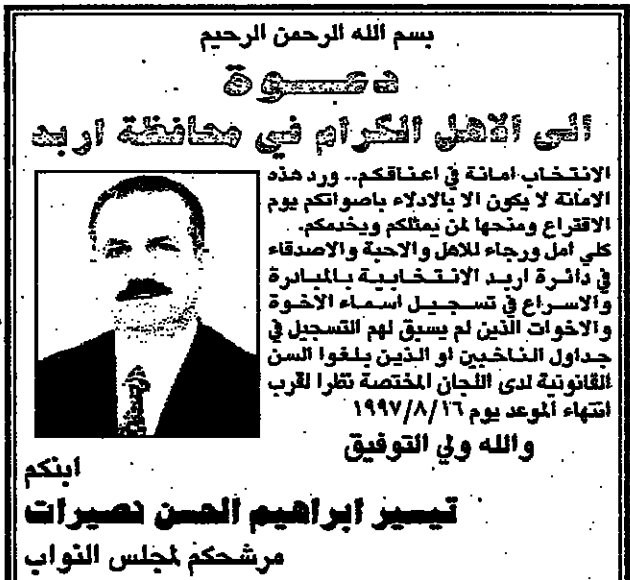 بسم الله الرحمن الرحيم
دعوة
الى الاهل الكرام في محافظة اربد
الانتخاب امانة في اعناقكم.. ورد هذه
الامانة لا يكون الا بالادلاء باصواتكم يوم
الاقتراع ومنحها لمن يمثلكم ويخدمكم.
كلي امل ورجاء للاهل والاحبة والاصدقاء
في دائرة اربد الانتخابية بالمبادرة
والاسراع في تسجيل اسماء الاخوة
والاخوات الذين لم يسبق لهم التسجيل في
جداول الناخبين او الذين بلغوا السن
القانونية لدى اللجان المختصة نظرا لقرب
انتهاء الموعد يوم ١٩٩٧/٨/١٦
والله ولي التوفيق
ابنكم
تيسير ابراهيم الحسن نصيرات
مرشحكم لمجلس النواب